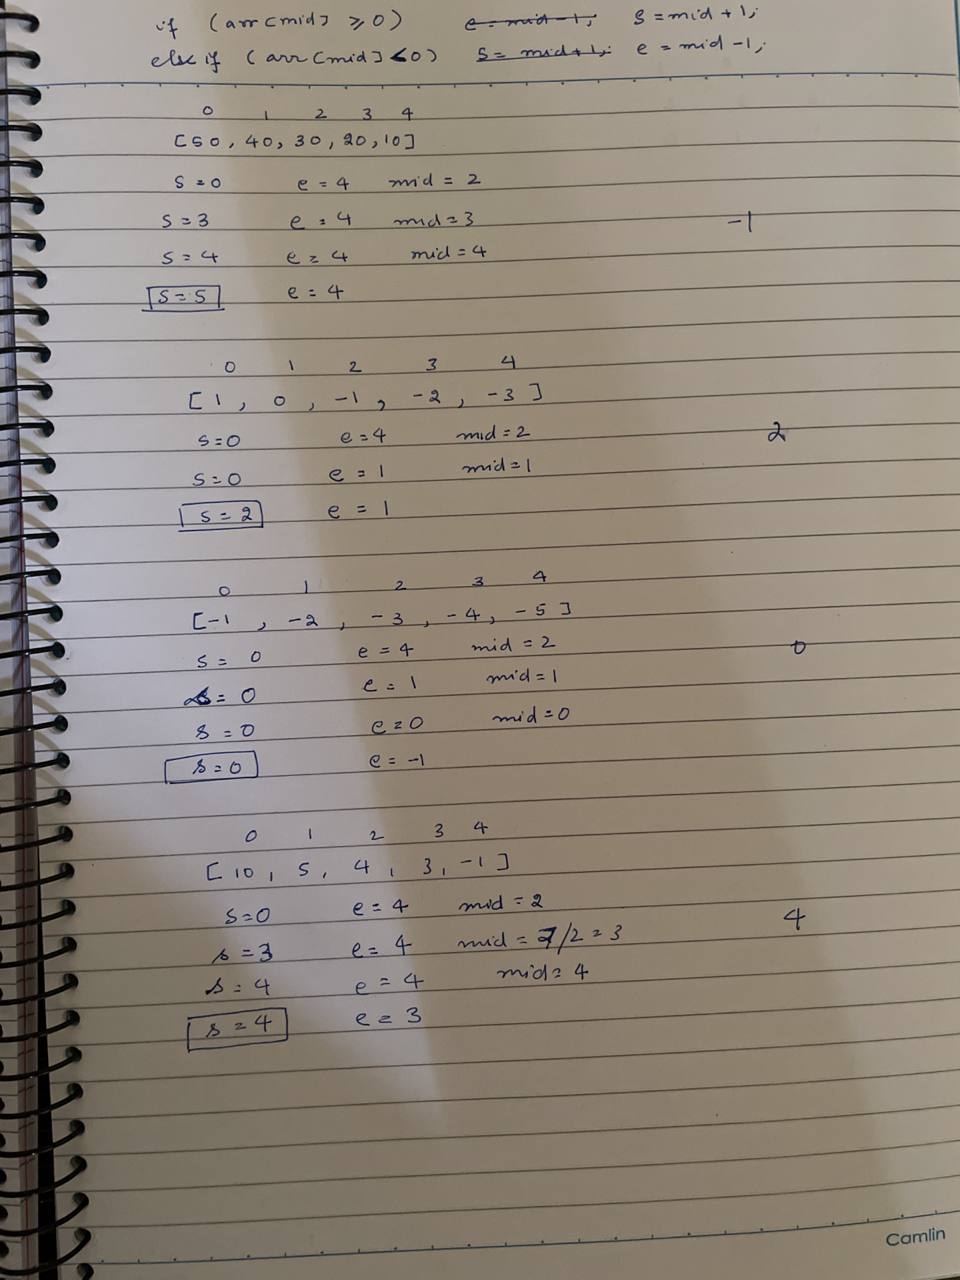 if (arr[mid] ≥ 0) e = mid-1; s = mid+1;
else if (arr[mid] < 0) s = mid+1; e = mid-1;
0 1 2 3 4
[50, 40, 30, 20, 10]
s = 0 e = 4 mid = 2
s = 3 e = 4 mid = 3 -1
s = 4 e = 4 mid = 4
s = 5 e = 4
0 1 2 3 4
[1, 0, -1, -2, -3]
s = 0 e = 4 mid = 2 2
s = 0 e = 1 mid = 1
s = 2 e = 1
0 1 2 3 4
[-1, -2, -3, -4, -5]
s = 0 e = 4 mid = 2 0
s = 0 e = 1 mid = 1
s = 0 e = 0 mid = 0
s = 0 e = -1
0 1 2 3 4
[10, 5, 4, 3, -1]
s = 0 e = 4 mid = 2
s = 3 e = 4 mid = 7/2 = 3 4
s = 4 e = 4 mid = 4
s = 4 e = 3
Camlin